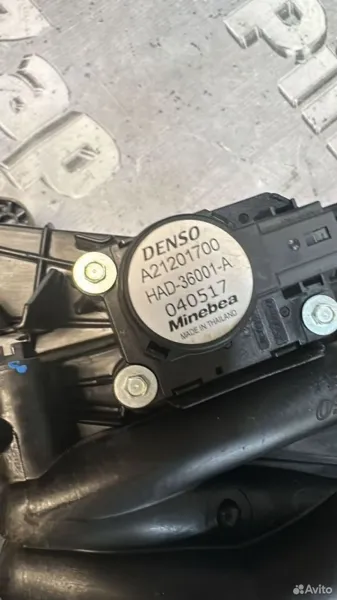 DENSO
A21201700
HAD-36001-A
040517
Minebea
MADE IN THAILAND
Avito